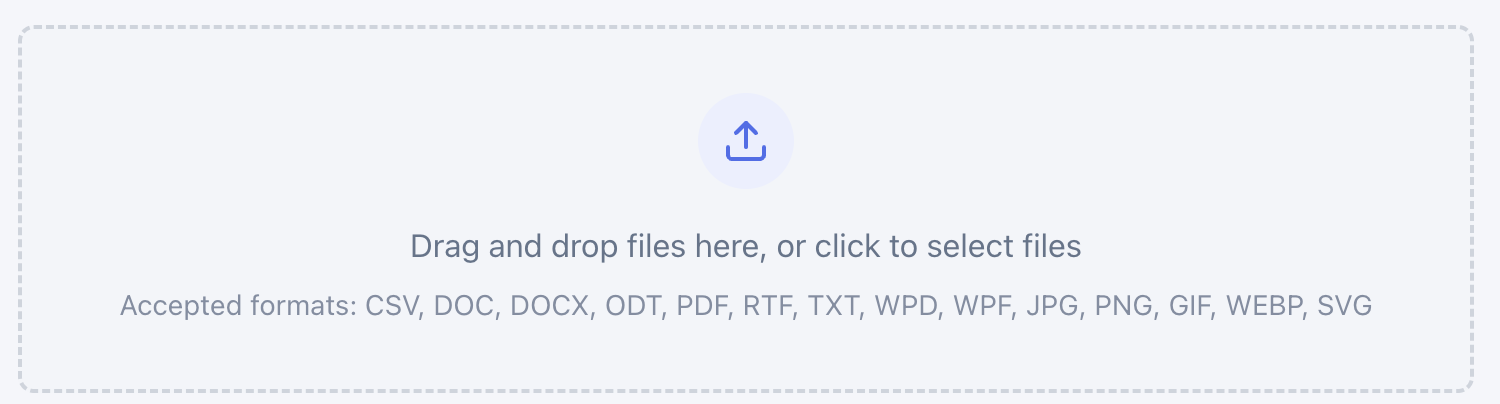 Drag and drop files here, or click to select files
Accepted formats: CSV, DOC, DOCX, ODT, PDF, RTF, TXT, WPD, WPF, JPG, PNG, GIF, WEBP, SVG